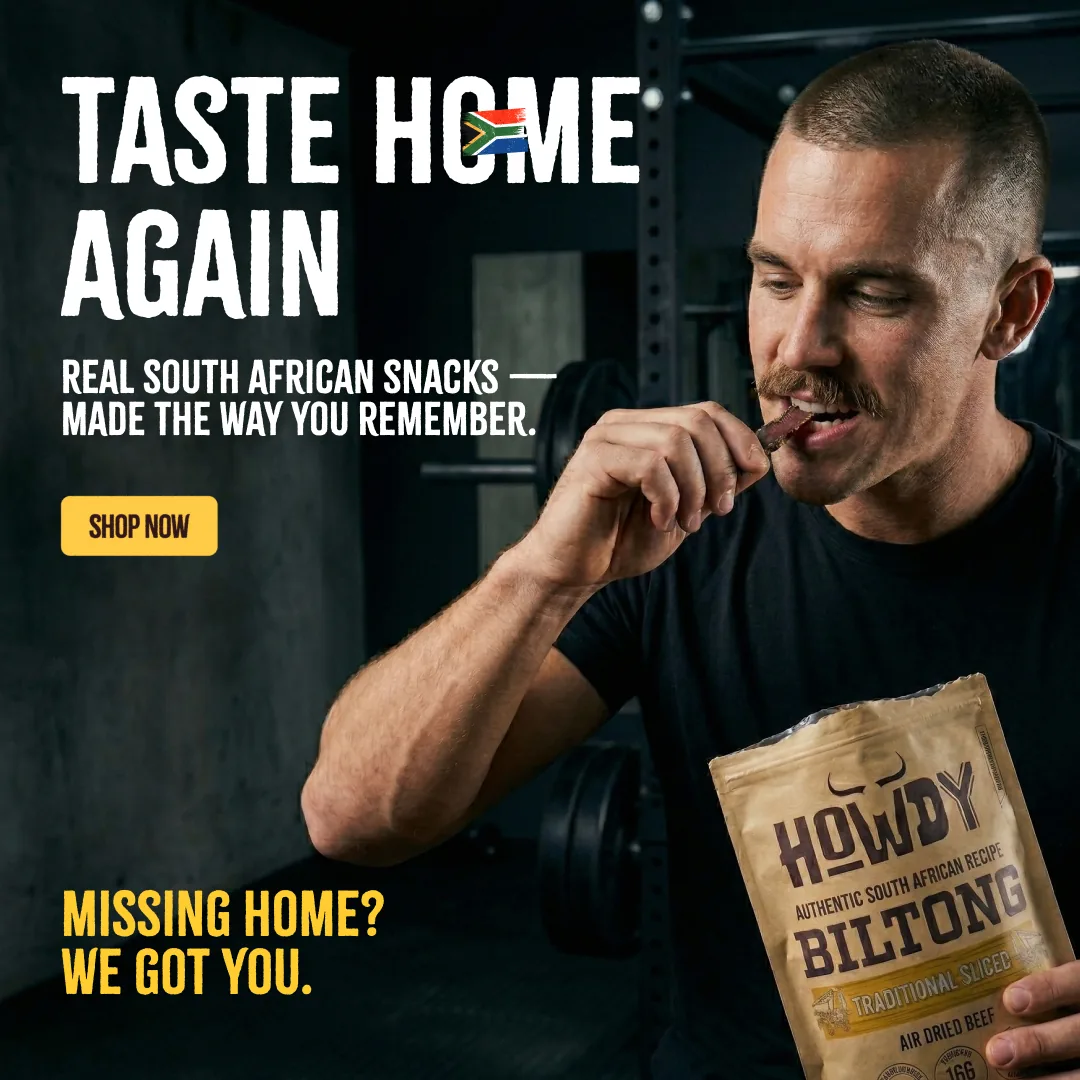 TASTE HOME
AGAIN
REAL SOUTH AFRICAN SNACKS —
MADE THE WAY YOU REMEMBER.
SHOP NOW
MISSING HOME?
WE GOT YOU.
HOWDY
AUTHENTIC SOUTH AFRICAN RECIPE
BILTONG
TRADITIONAL SLICED
AIR DRIED BEEF
166